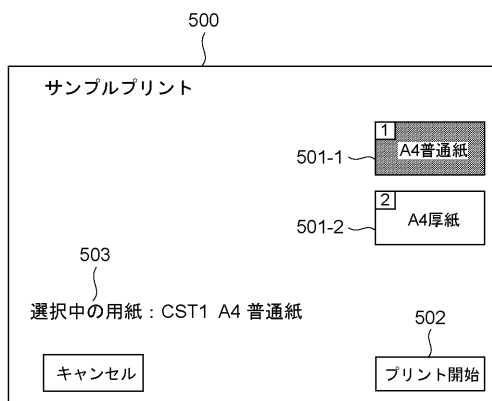 500
サンプルプリント
1
A4普通紙
501-1
2
A4厚紙
501-2
503
選択中の用紙：CST1 A4 普通紙
502
キャンセル
プリント開始